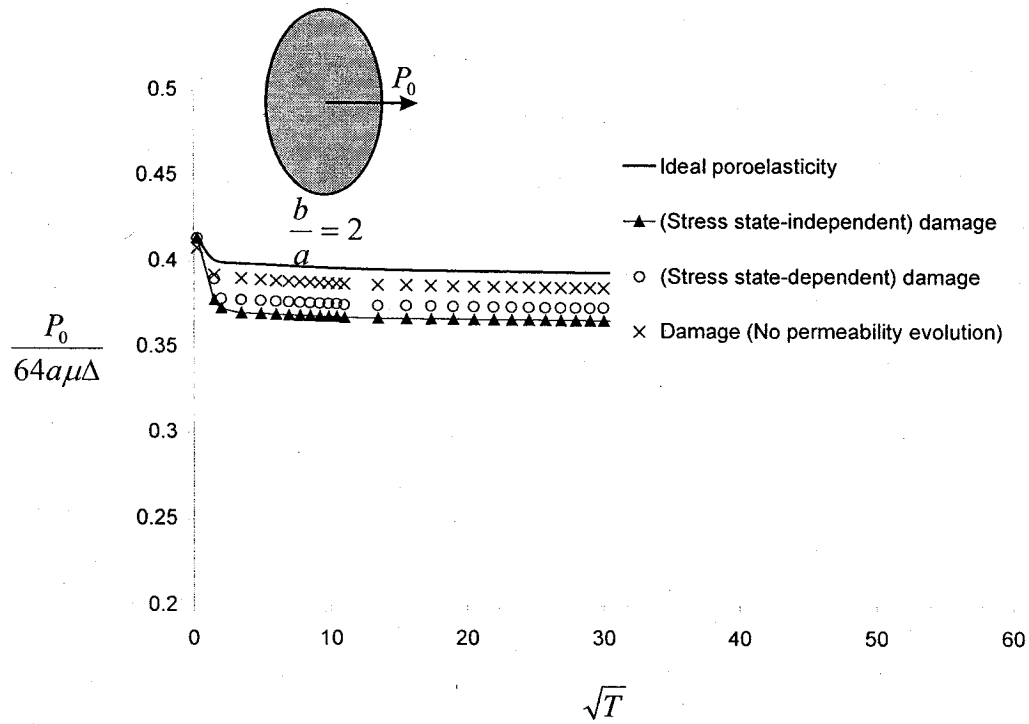 P₀
b/a = 2
0.5
0.45
0.4
0.35
0.3
0.25
0.2
P₀/64aμΔ
0 10 20 30 40 50 60
√T
Ideal poroelasticity
(Stress state-independent) damage
(Stress state-dependent) damage
Damage (No permeability evolution)